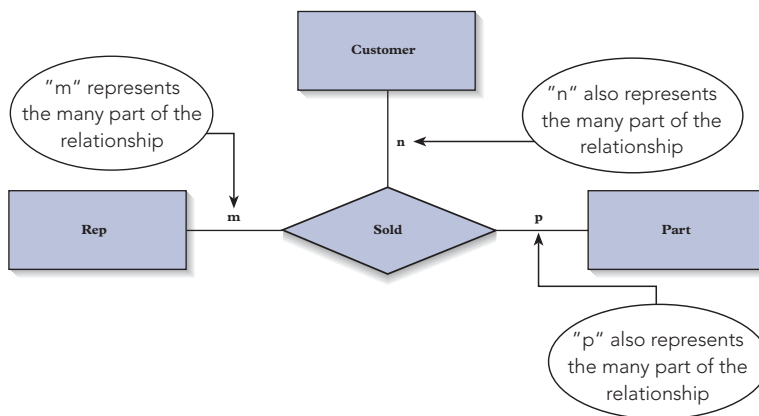 Customer
"m" represents
the many part of the
relationship
"n" also represents
the many part of the
relationship
n
Rep
m
Sold
p
Part
"p" also represents
the many part of the
relationship